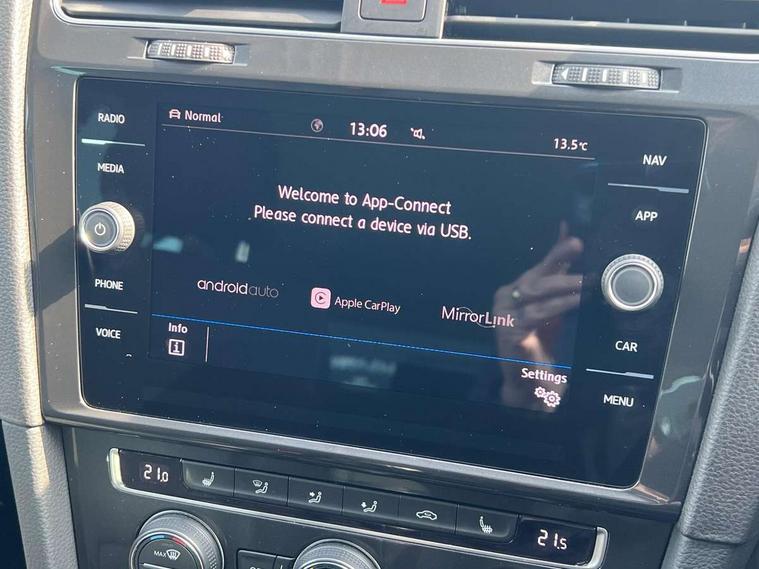 RADIO
MEDIA
PHONE
VOICE
Normal
13:06
13.5°C
Welcome to App-Connect
Please connect a device via USB.
androidauto
Apple CarPlay
MirrorLink
Info
Settings
NAV
APP
CAR
MENU
21.0
21.5
MAX